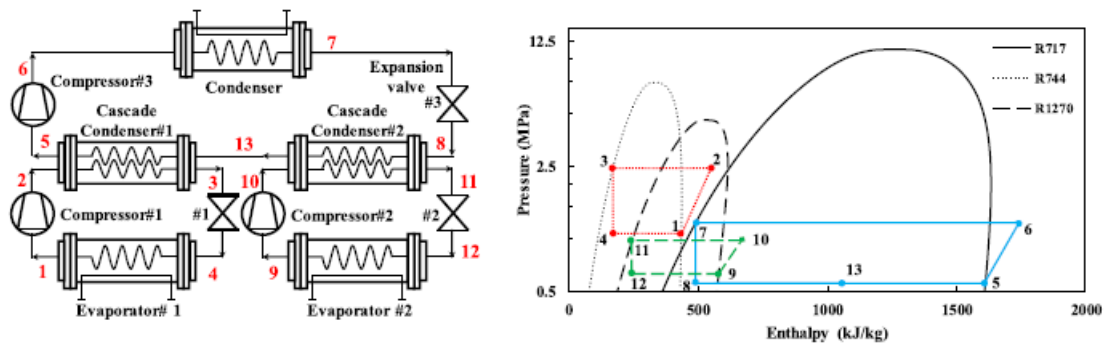 7
6
Compressor#3
Condenser
Expansion
valve
#3
Cascade
Condenser#1
Cascade
Condenser#2
5
13
8
2
3
10
11
Compressor#1
#1
Compressor#2
#2
1
4
9
12
Evaporator# 1
Evaporator #2
12.5
2.5
0.5
Pressure (MPa)
R717
R744
R1270
3
2
4
1
7
6
11
10
12
9
8
13
5
0
500
1000
1500
2000
Enthalpy (kJ/kg)